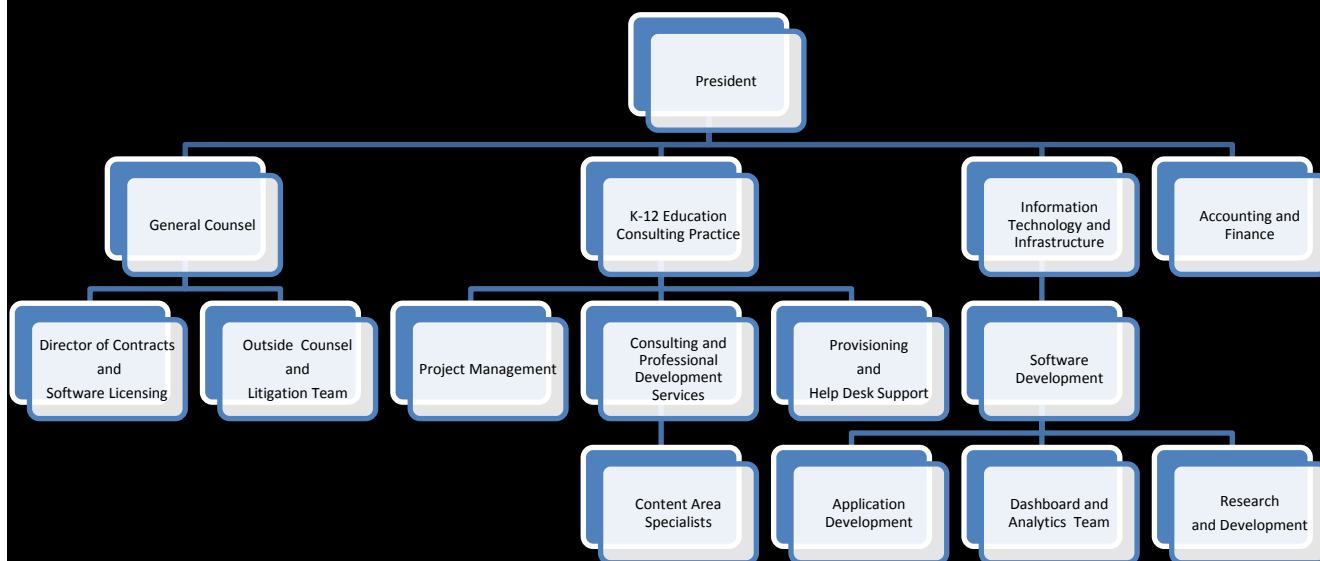 President
General Counsel
K-12 Education
Consulting Practice
Information
Technology and
Infrastructure
Accounting and
Finance
Director of Contracts
and
Software Licensing
Outside Counsel
and
Litigation Team
Project Management
Consulting and
Professional
Development
Services
Provisioning
and
Help Desk Support
Software
Development
Content Area
Specialists
Application
Development
Dashboard and
Analytics Team
Research
and Development